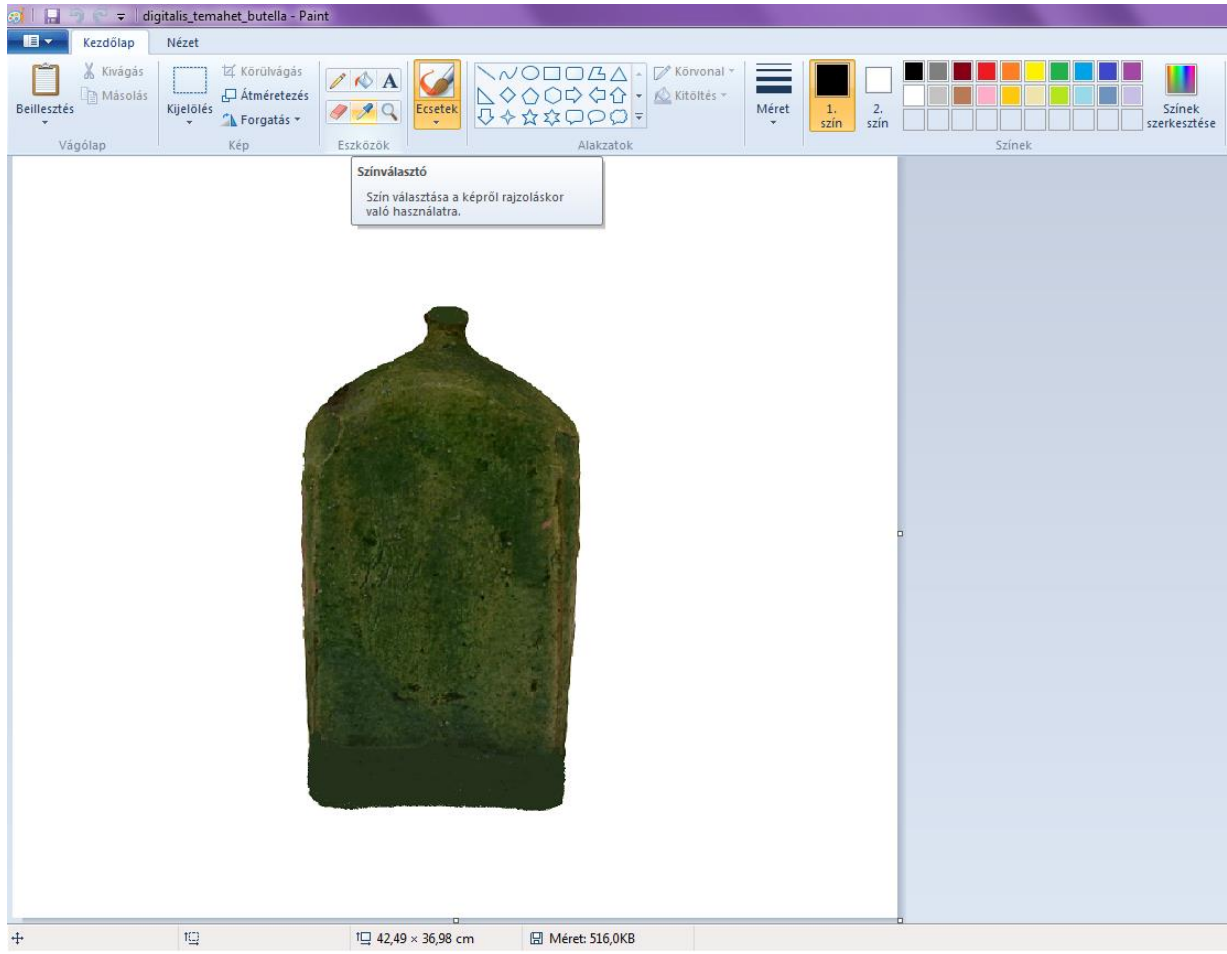 digitalis_temahet_butella - Paint
Kezdőlap Nézet
Beillesztés
Kivágás
Másolás
Vágólap
Kijelölés
Körülvágás
Átméretezés
Forgatás
Kép
A
Eszközök
Ecsetek
Körvonal
Kitöltés
Alakzatok
Méret
1.
szín
2.
szín
Színek
szerkesztése
Színek
Színválasztó
Szín választása a képről rajzoláskor
való használatra.
42,49 × 36,98 cm
Méret: 516,0KB